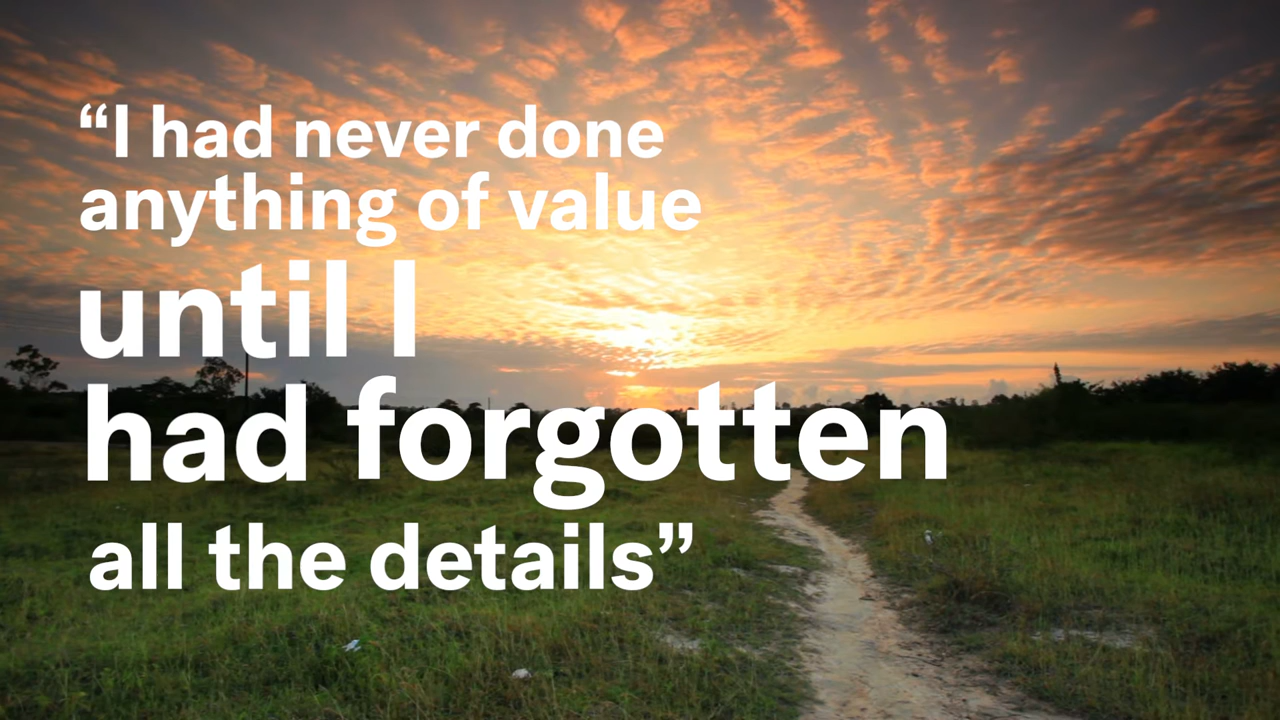 “I had never done
anything of value
until I
had forgotten
all the details”